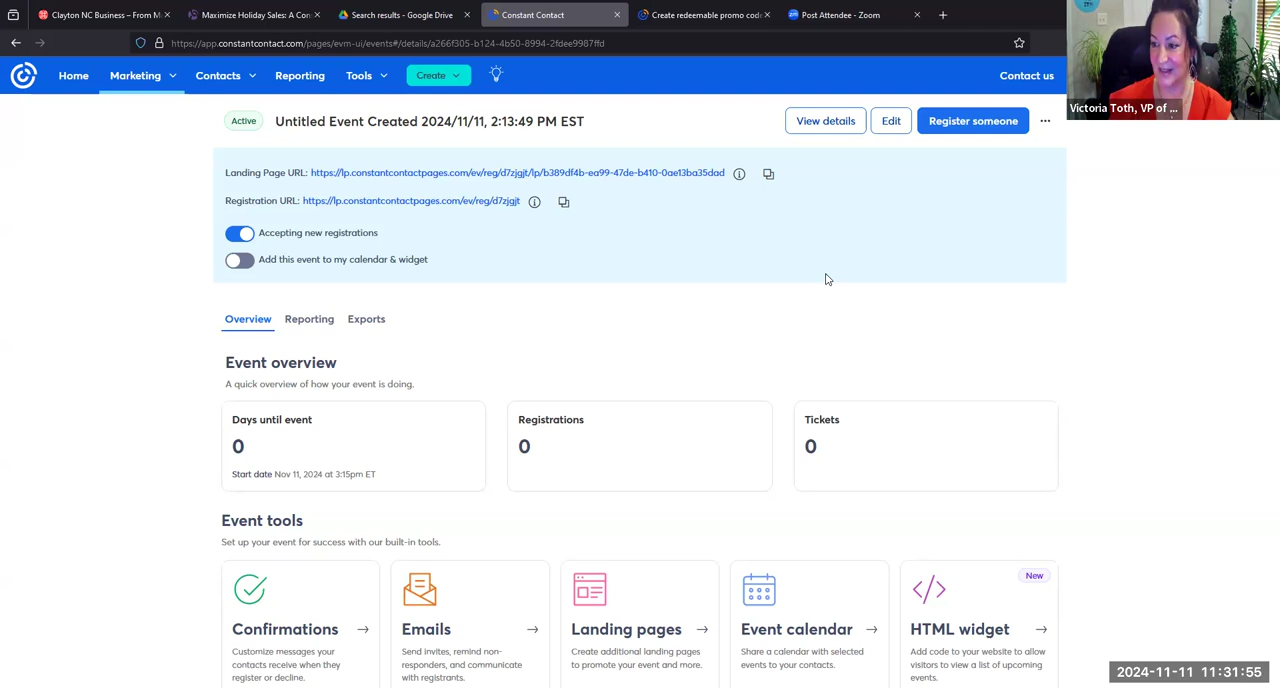 Clayton NC Business – From M
Maximize Holiday Sales: A Con
Search results - Google Drive
Constant Contact
Create redeemable promo code
Post Attendee - Zoom
https://app.constantcontact.com/pages/evm-ui/events#/details/a266f305-b124-4b50-8994-2fdee9987ffd
Home
Marketing
Contacts
Reporting
Tools
Create
Contact us
Victoria Toth, VP of ...
Active
Untitled Event Created 2024/11/11, 2:13:49 PM EST
View details
Edit
Register someone
Landing Page URL: https://lp.constantcontactpages.com/ev/reg/d7zjgjt/lp/b389df4b-ea99-47de-b410-0ae13ba35dad
Registration URL: https://lp.constantcontactpages.com/ev/reg/d7zjgjt
Accepting new registrations
Add this event to my calendar & widget
Overview
Reporting
Exports
Event overview
A quick overview of how your event is doing.
Days until event
0
Start date Nov 11, 2024 at 3:15pm ET
Registrations
0
Tickets
0
Event tools
Set up your event for success with our built-in tools.
Confirmations
Customize messages your
contacts receive when they
register or decline.
Emails
Send invites, remind non-
responders, and communicate
with registrants.
Landing pages
Create additional landing pages
to promote your event and more.
Event calendar
Share a calendar with selected
events to your contacts.
New
HTML widget
Add code to your website to allow
visitors to view a list of upcoming
events.
2024-11-11 11:31:55